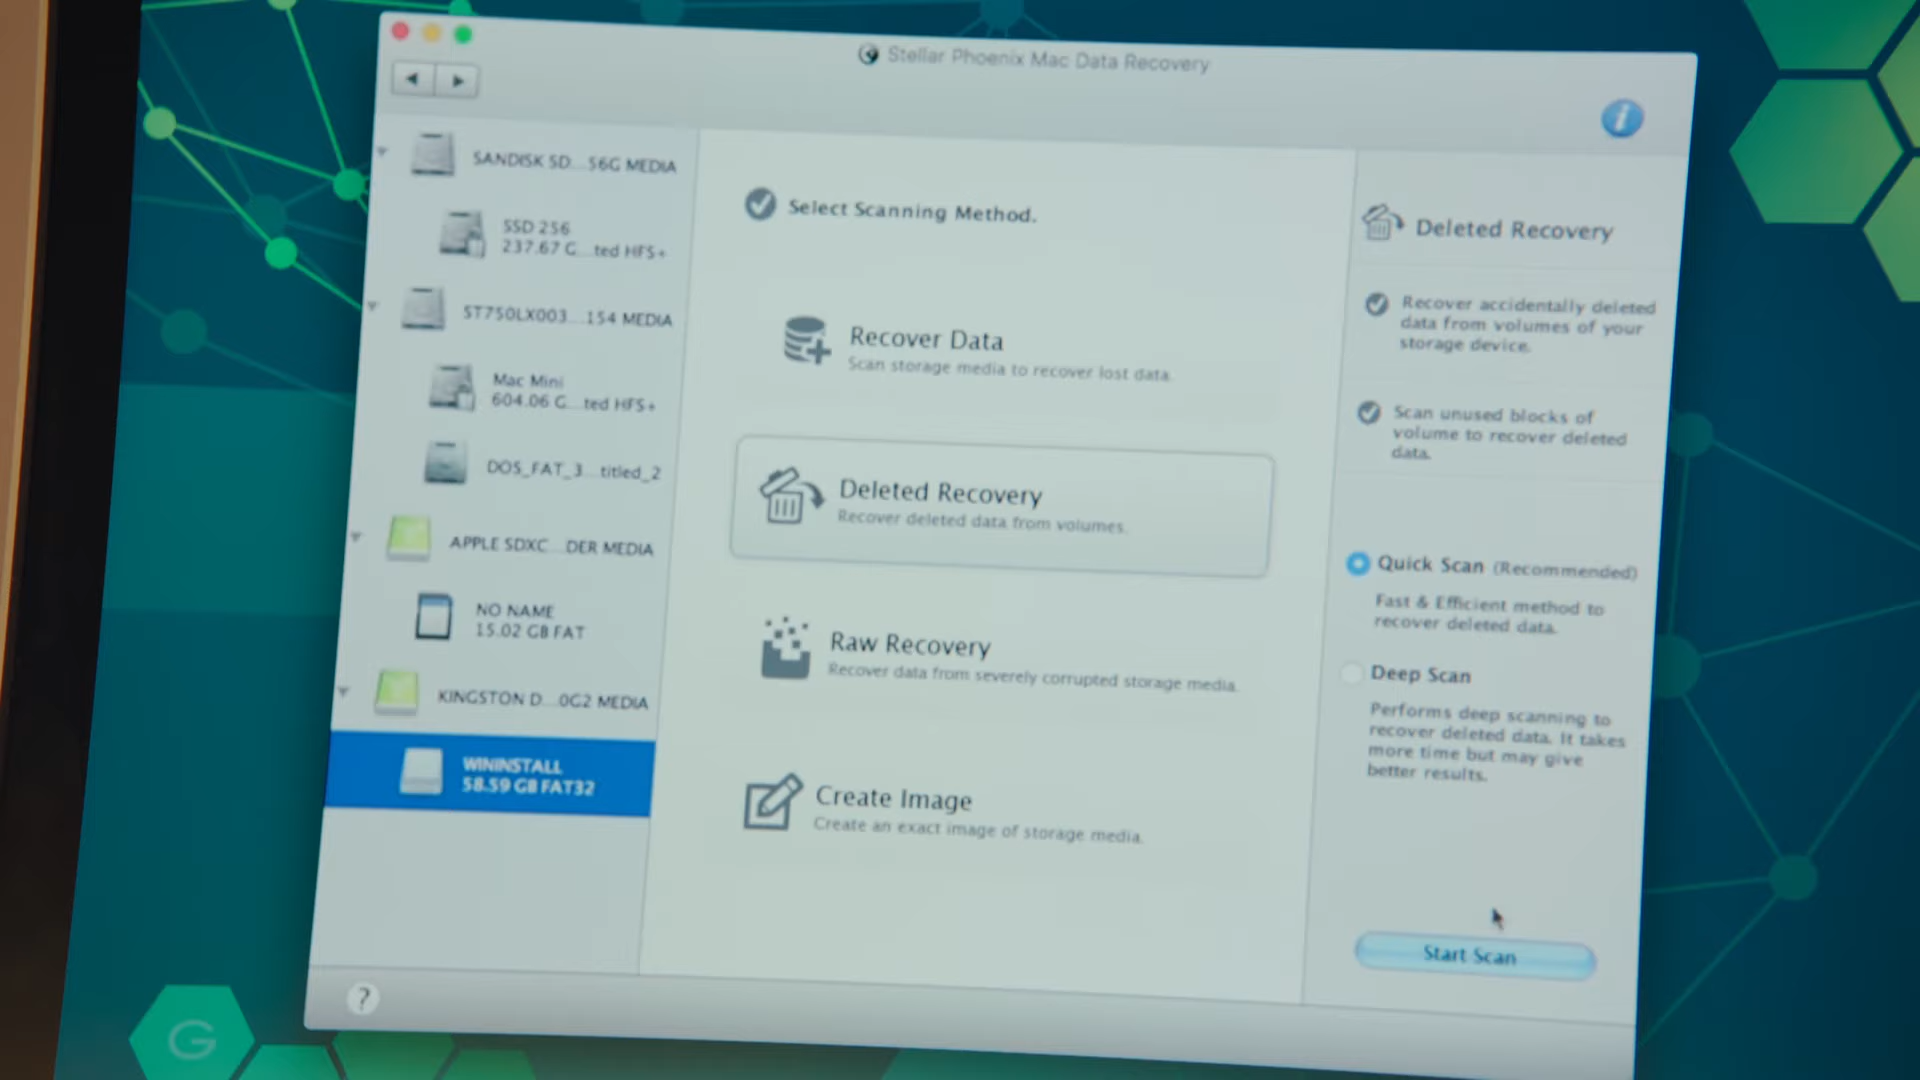 Stellar Phoenix Mac Data Recovery
SANDISK SD...56G MEDIA
SSD 256
237.67 G...ted HFS+
ST750LX003...154 MEDIA
Mac Mini
604.06 G...ted HFS+
DOS_FAT_3...titled_2
APPLE SDXC...DER MEDIA
NO NAME
15.02 GB FAT
KINGSTON D...0G2 MEDIA
WININSTALL
58.59 GB FAT32
?
Select Scanning Method.
Recover Data
Scan storage media to recover lost data.
Deleted Recovery
Recover deleted data from volumes.
Raw Recovery
Recover data from severely corrupted storage media.
Create Image
Create an exact image of storage media.
i
Deleted Recovery
Recover accidentally deleted
data from volumes of your
storage device.
Scan unused blocks of
volume to recover deleted
data.
Quick Scan (Recommended)
Fast & Efficient method to
recover deleted data.
Deep Scan
Performs deep scanning to
recover deleted data. It takes
more time but may give
better results.
Start Scan
G